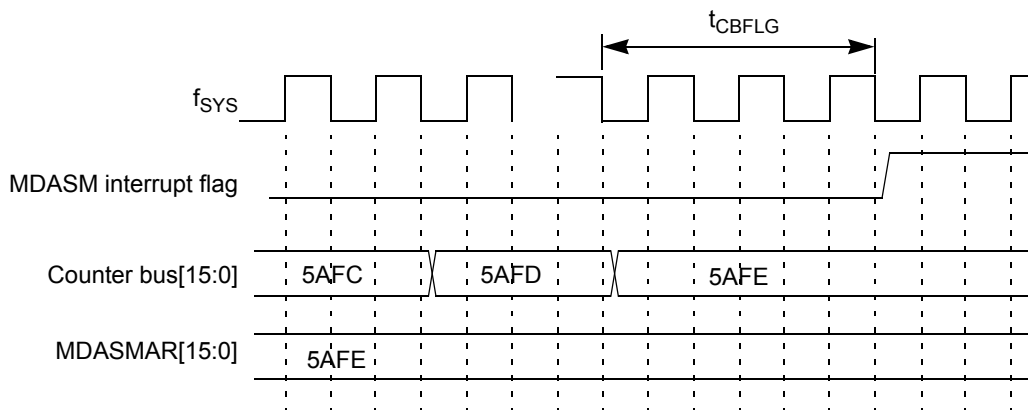 tCBFLG
fSYS
MDASM interrupt flag
Counter bus[15:0] 5AFC 5AFD 5AFE
MDASMAR[15:0] 5AFE